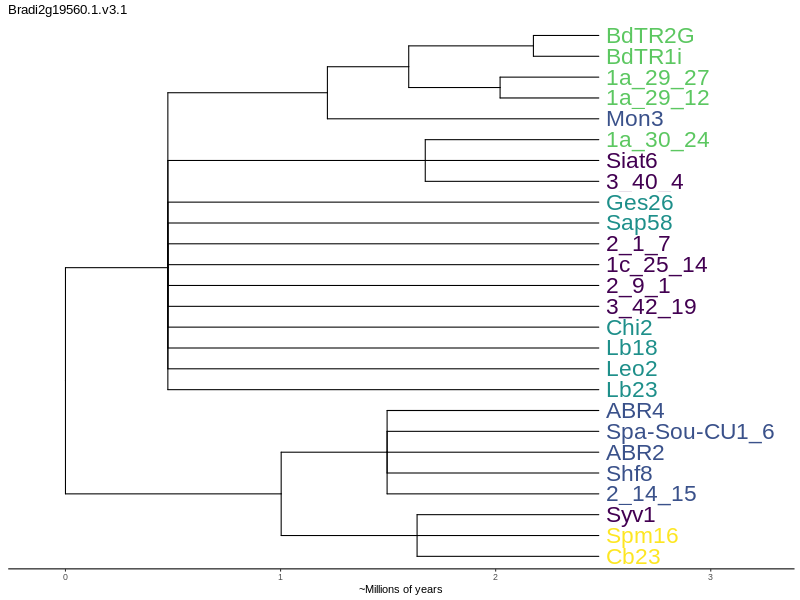 Bradi2g19560.1.v3.1
BdTR2G
BdTR1i
1a_29_27
1a_29_12
Mon3
1a_30_24
Siat6
3_40_4
Ges26
Sap58
2_1_7
1c_25_14
2_9_1
3_42_19
Chi2
Lb18
Leo2
Lb23
ABR4
Spa-Sou-CU1_6
ABR2
Shf8
2_14_15
Syv1
Spm16
Cb23
0 1 2 3
~Millions of years